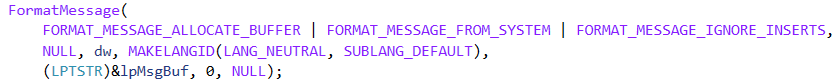 FormatMessage(
FORMAT_MESSAGE_ALLOCATE_BUFFER | FORMAT_MESSAGE_FROM_SYSTEM | FORMAT_MESSAGE_IGNORE_INSERTS,
NULL, dw, MAKELANGID(LANG_NEUTRAL, SUBLANG_DEFAULT),
(LPTSTR)&lpMsgBuf, 0, NULL);